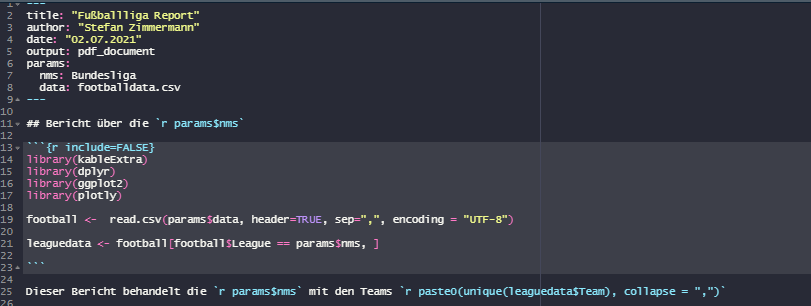 1 ---
2 title: "Fußballliga Report"
3 author: "Stefan Zimmermann"
4 date: "02.07.2021"
5 output: pdf_document
6 params:
7   nms: Bundesliga
8   data: footballdata.csv
9 ---
10
11 ## Bericht über die `r params$nms`
12
13 ```{r include=FALSE}
14 library(kableExtra)
15 library(dplyr)
16 library(ggplot2)
17 library(plotly)
18
19 football <-  read.csv(params$data, header=TRUE, sep=",", encoding = "UTF-8")
20
21 leaguedata <- football[football$League == params$nms, ]
22
23 ```
24
25 Dieser Bericht behandelt die `r params$nms` mit den Teams `r paste0(unique(leaguedata$Team), collapse = ",")`
26